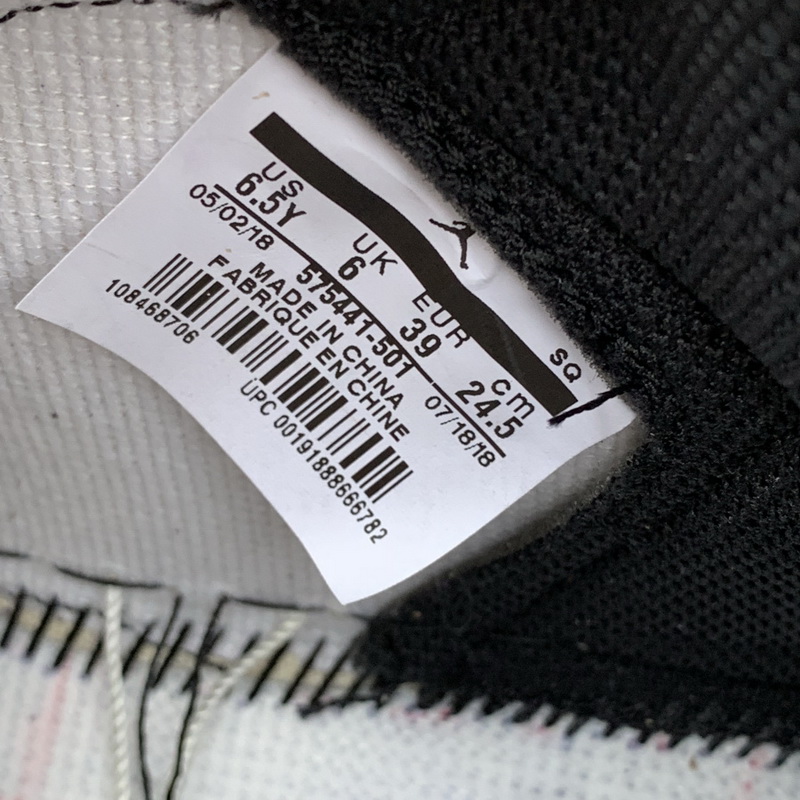 SQ
US UK EUR cm
6.5Y 6 39 24.5
05/02/18 575441-501 07/18/18
MADE IN CHINA
FABRIQUE EN CHINE
108468706
UPC 00191888666782